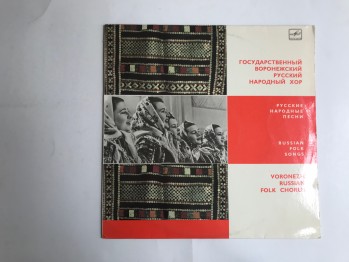 ГОСУДАРСТВЕННЫЙ
ВОРОНЕЖСКИЙ
РУССКИЙ
НАРОДНЫЙ ХОР
РУССКИЕ
НАРОДНЫЕ
ПЕСНИ
RUSSIAN
FOLK
SONGS
VORONEZH
RUSSIAN
FOLK CHORUS